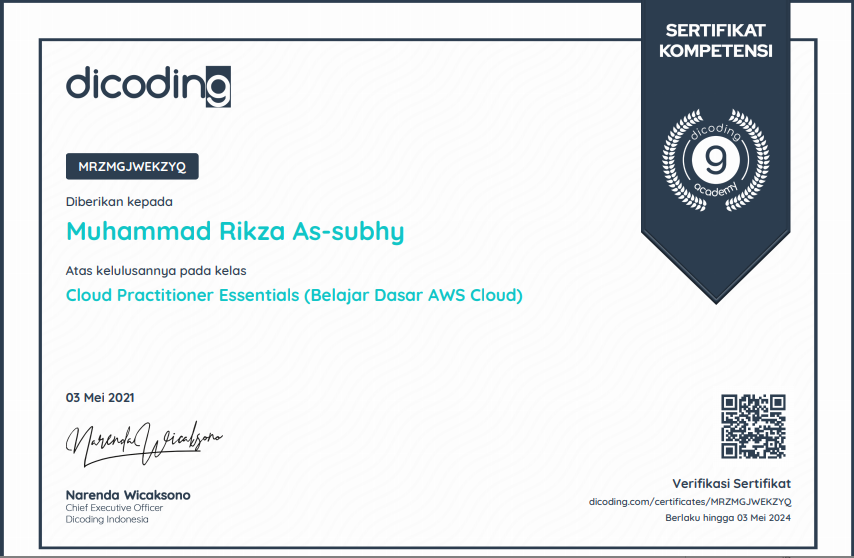 SERTIFIKAT
KOMPETENSI
dicoding
dicoding
9
academy
MRZMGJWEKZYQ
Diberikan kepada
Muhammad Rikza As-subhy
Atas kelulusannya pada kelas
Cloud Practitioner Essentials (Belajar Dasar AWS Cloud)
03 Mei 2021
Narenda Wicaksono
Narenda Wicaksono
Chief Executive Officer
Dicoding Indonesia
Verifikasi Sertifikat
dicoding.com/certificates/MRZMGJWEKZYQ
Berlaku hingga 03 Mei 2024